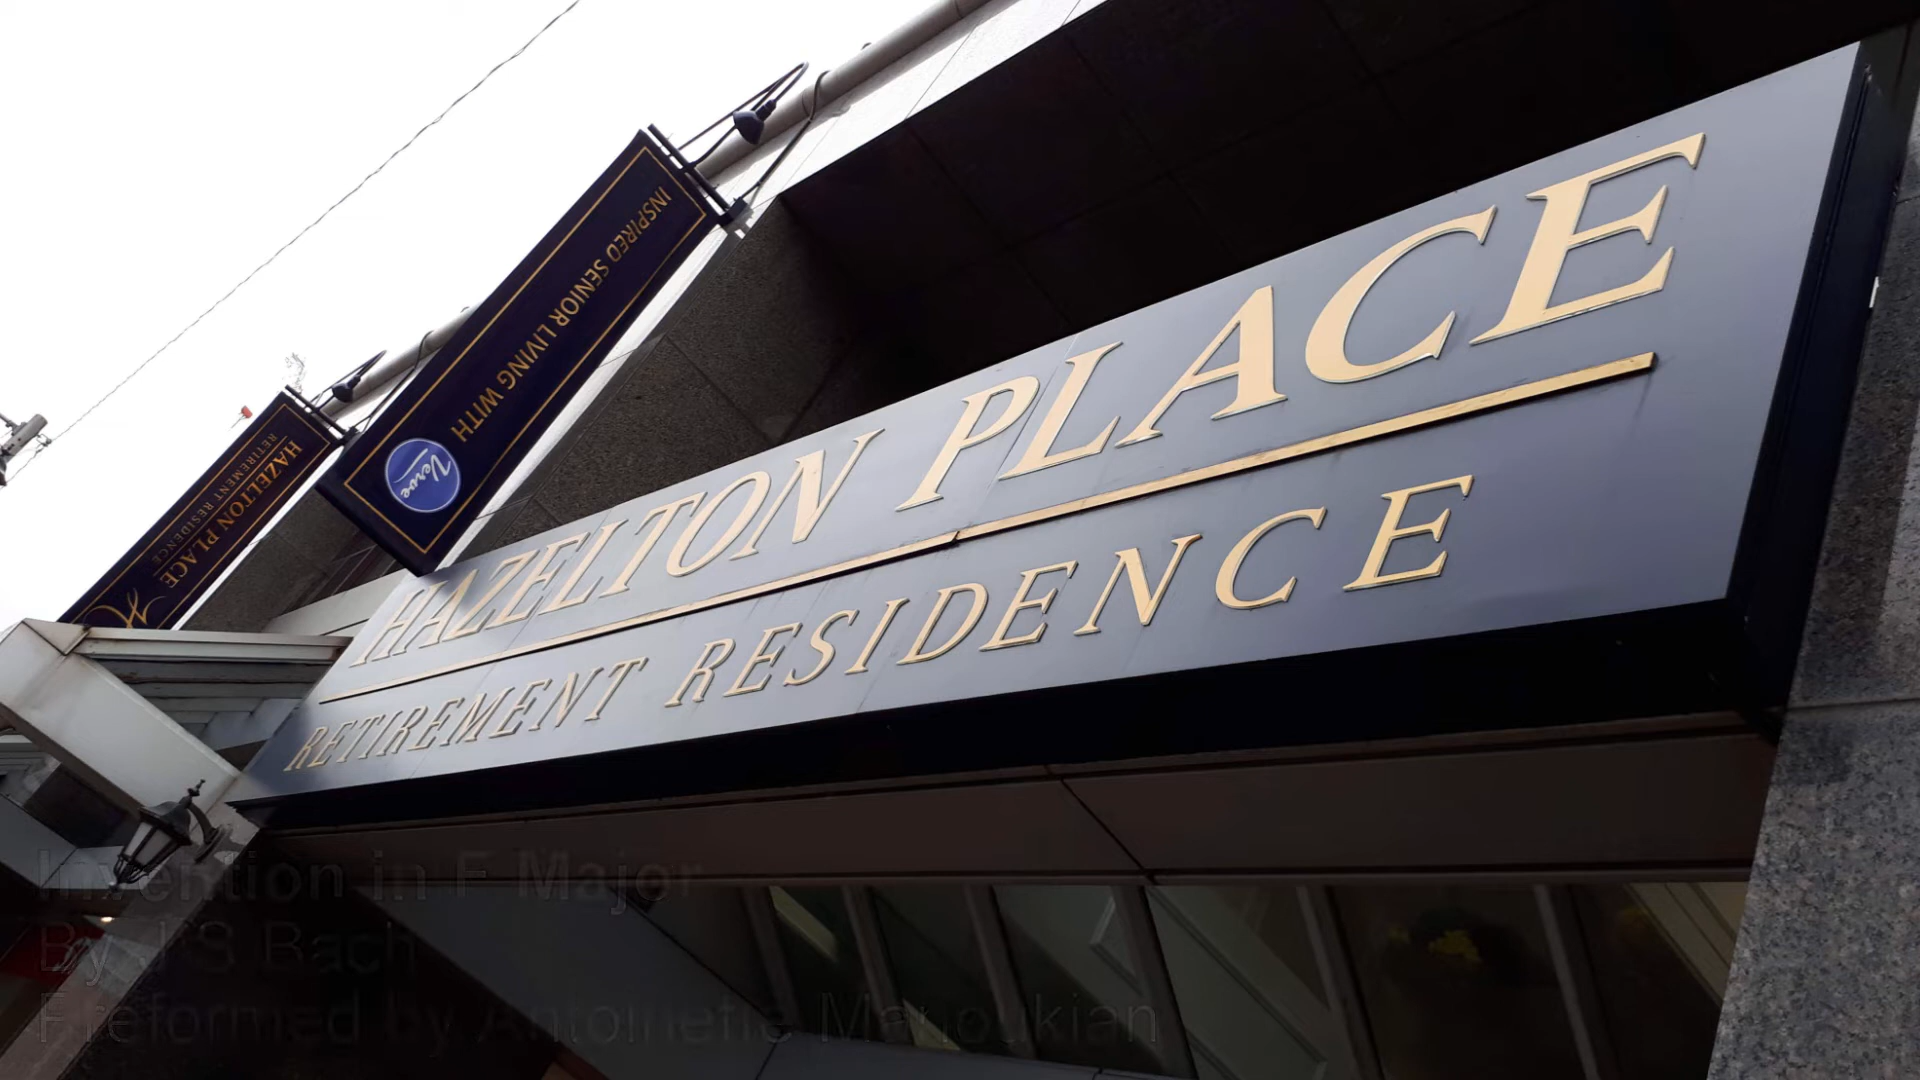 INSPIRED SENIOR LIVING WITH
Verve
HAZELTON PLACE
RETIREMENT RESIDENCE
HAZELTON PLACE
RETIREMENT RESIDENCE
Invention in F Major
By J S Bach
Preformed by Antoinette Manoukian